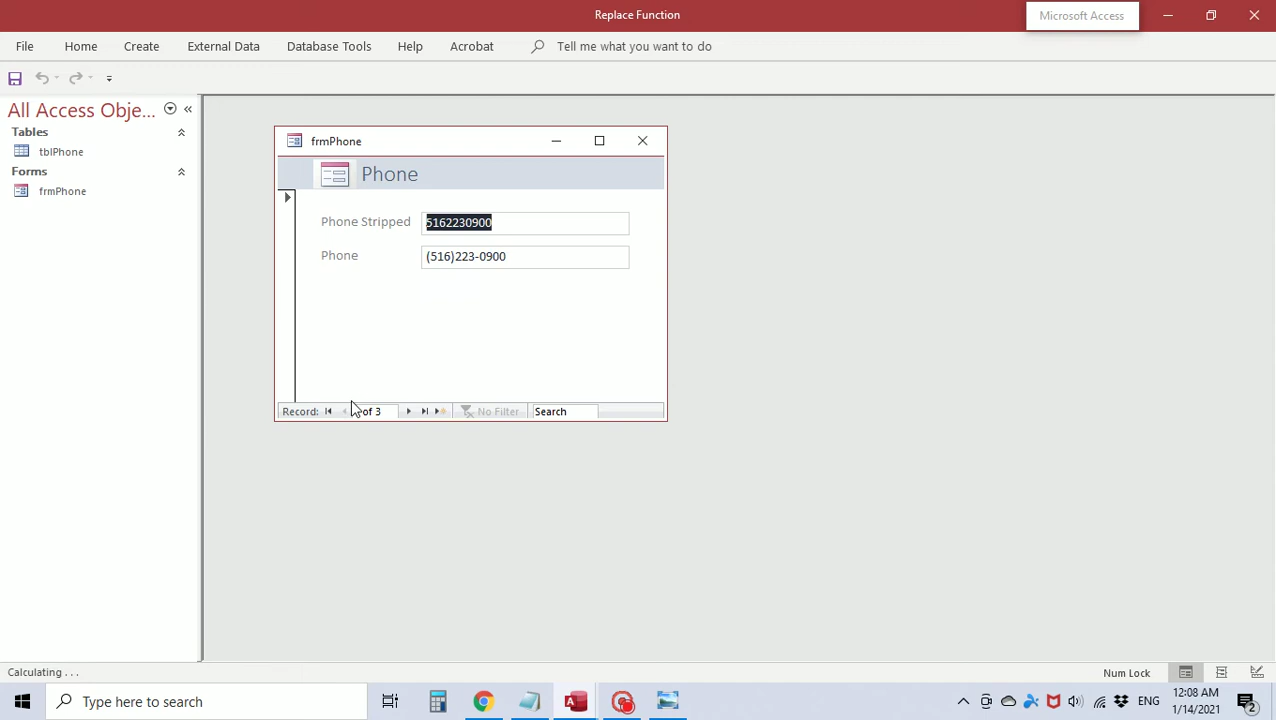 Replace Function
Microsoft Access
File Home Create External Data Database Tools Help Acrobat Tell me what you want to do
All Access Obje...
Tables
tblPhone
Forms
frmPhone
frmPhone
Phone
Phone Stripped 5162230900
Phone (516)223-0900
Record: of 3 No Filter Search
Calculating . . .
Num Lock
Type here to search
ENG
12:08 AM
1/14/2021
2